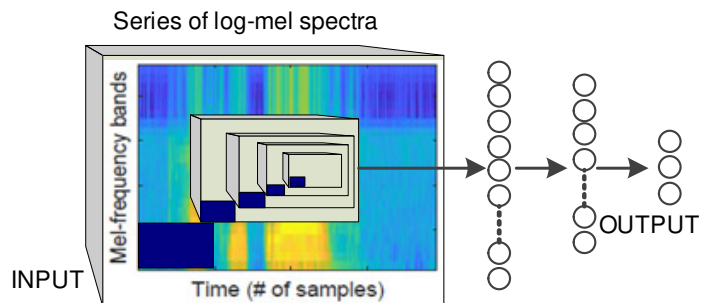 Series of log-mel spectra
Mel-frequency bands
Time (# of samples)
INPUT
OUTPUT